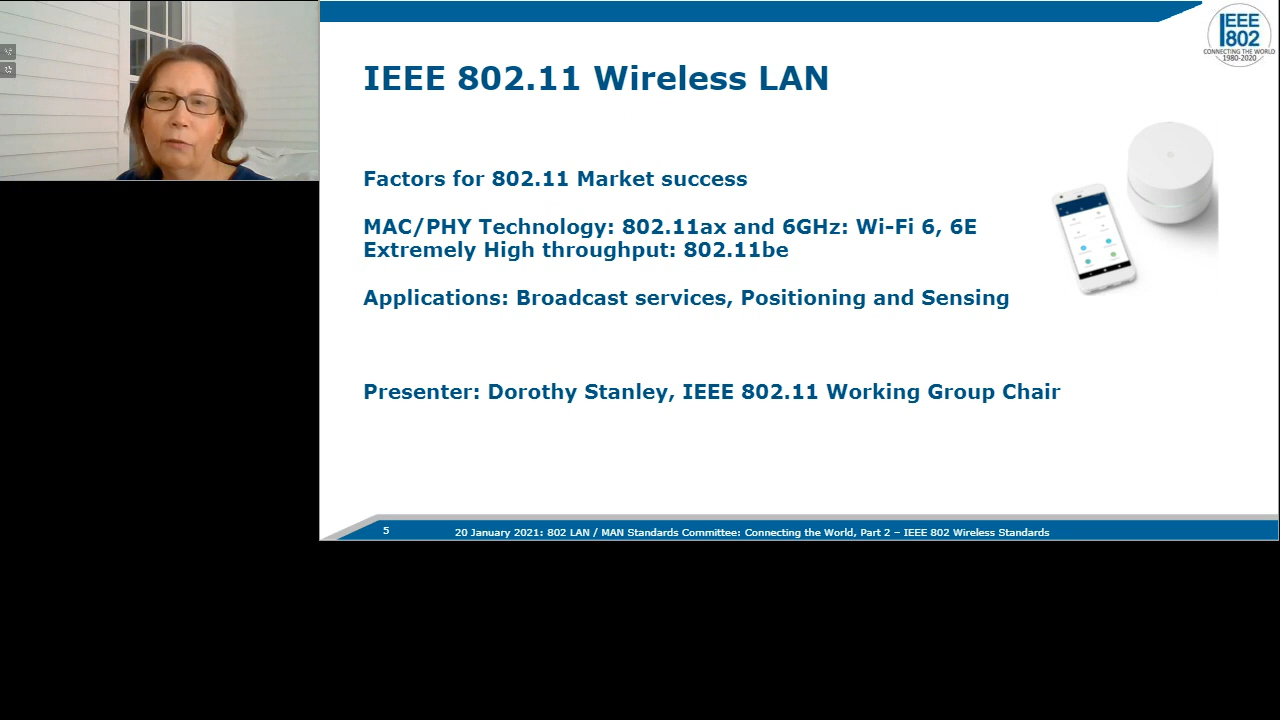 IEEE
802
CONNECTING THE WORLD
1980-2020
IEEE 802.11 Wireless LAN
Factors for 802.11 Market success
MAC/PHY Technology: 802.11ax and 6GHz: Wi-Fi 6, 6E
Extremely High throughput: 802.11be
Applications: Broadcast services, Positioning and Sensing
Presenter: Dorothy Stanley, IEEE 802.11 Working Group Chair
5
20 January 2021: 802 LAN / MAN Standards Committee: Connecting the World, Part 2 – IEEE 802 Wireless Standards